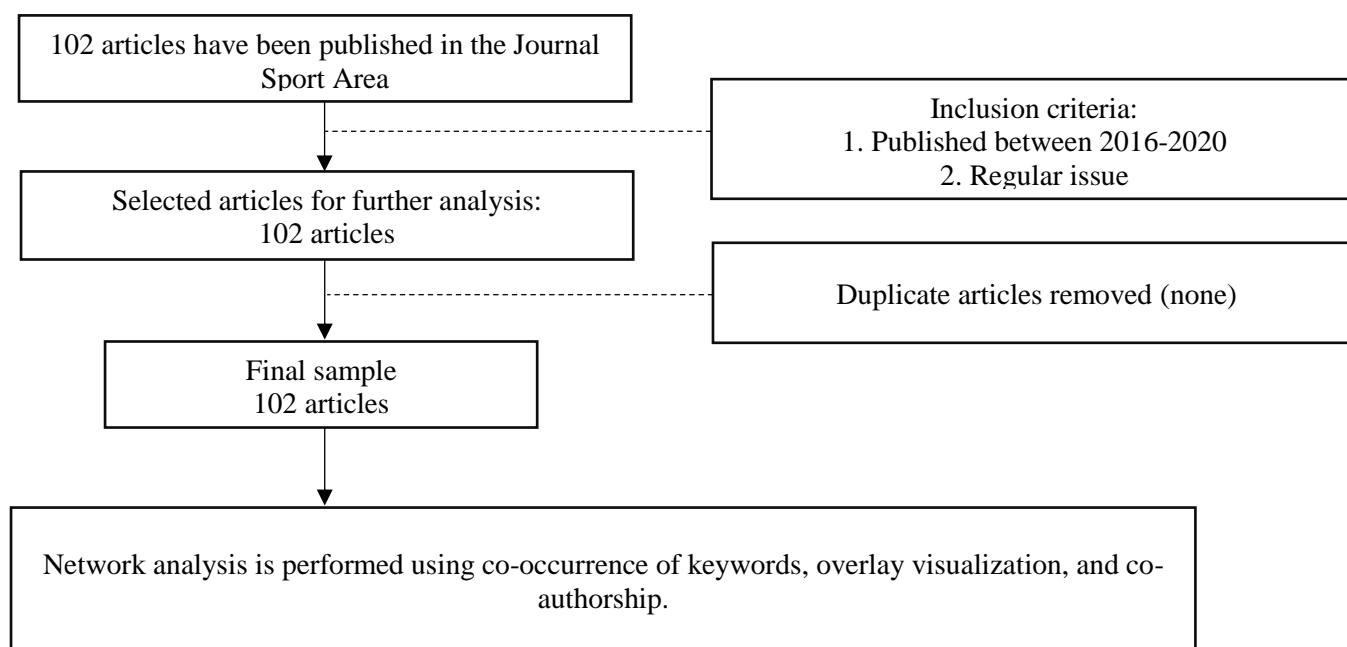 102 articles have been published in the Journal
Sport Area
Inclusion criteria:
1. Published between 2016-2020
2. Regular issue
Selected articles for further analysis:
102 articles
Duplicate articles removed (none)
Final sample
102 articles
Network analysis is performed using co-occurrence of keywords, overlay visualization, and co-
authorship.